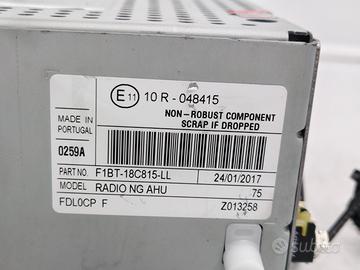 E11 10 R - 048415
NON-ROBUST COMPONENT
SCRAP IF DROPPED
MADE IN
PORTUGAL
0259A
PART NO. F1BT-18C815-LL 24/01/2017
MODEL RADIO NG AHU 75
FDL0CP F Z013258
subito